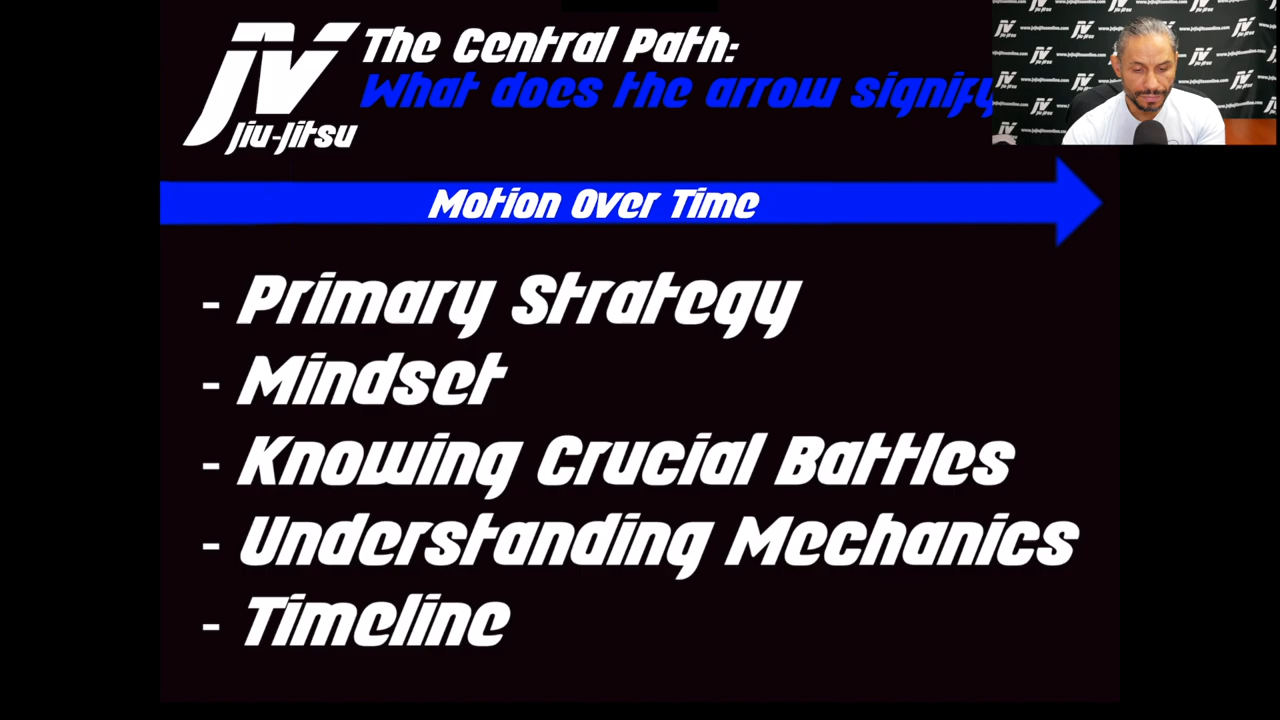 JV
Jiu-Jitsu
The Central Path:
What does the arrow signify
Motion Over Time
- Primary Strategy
- Mindset
- Knowing Crucial Battles
- Understanding Mechanics
- Timeline